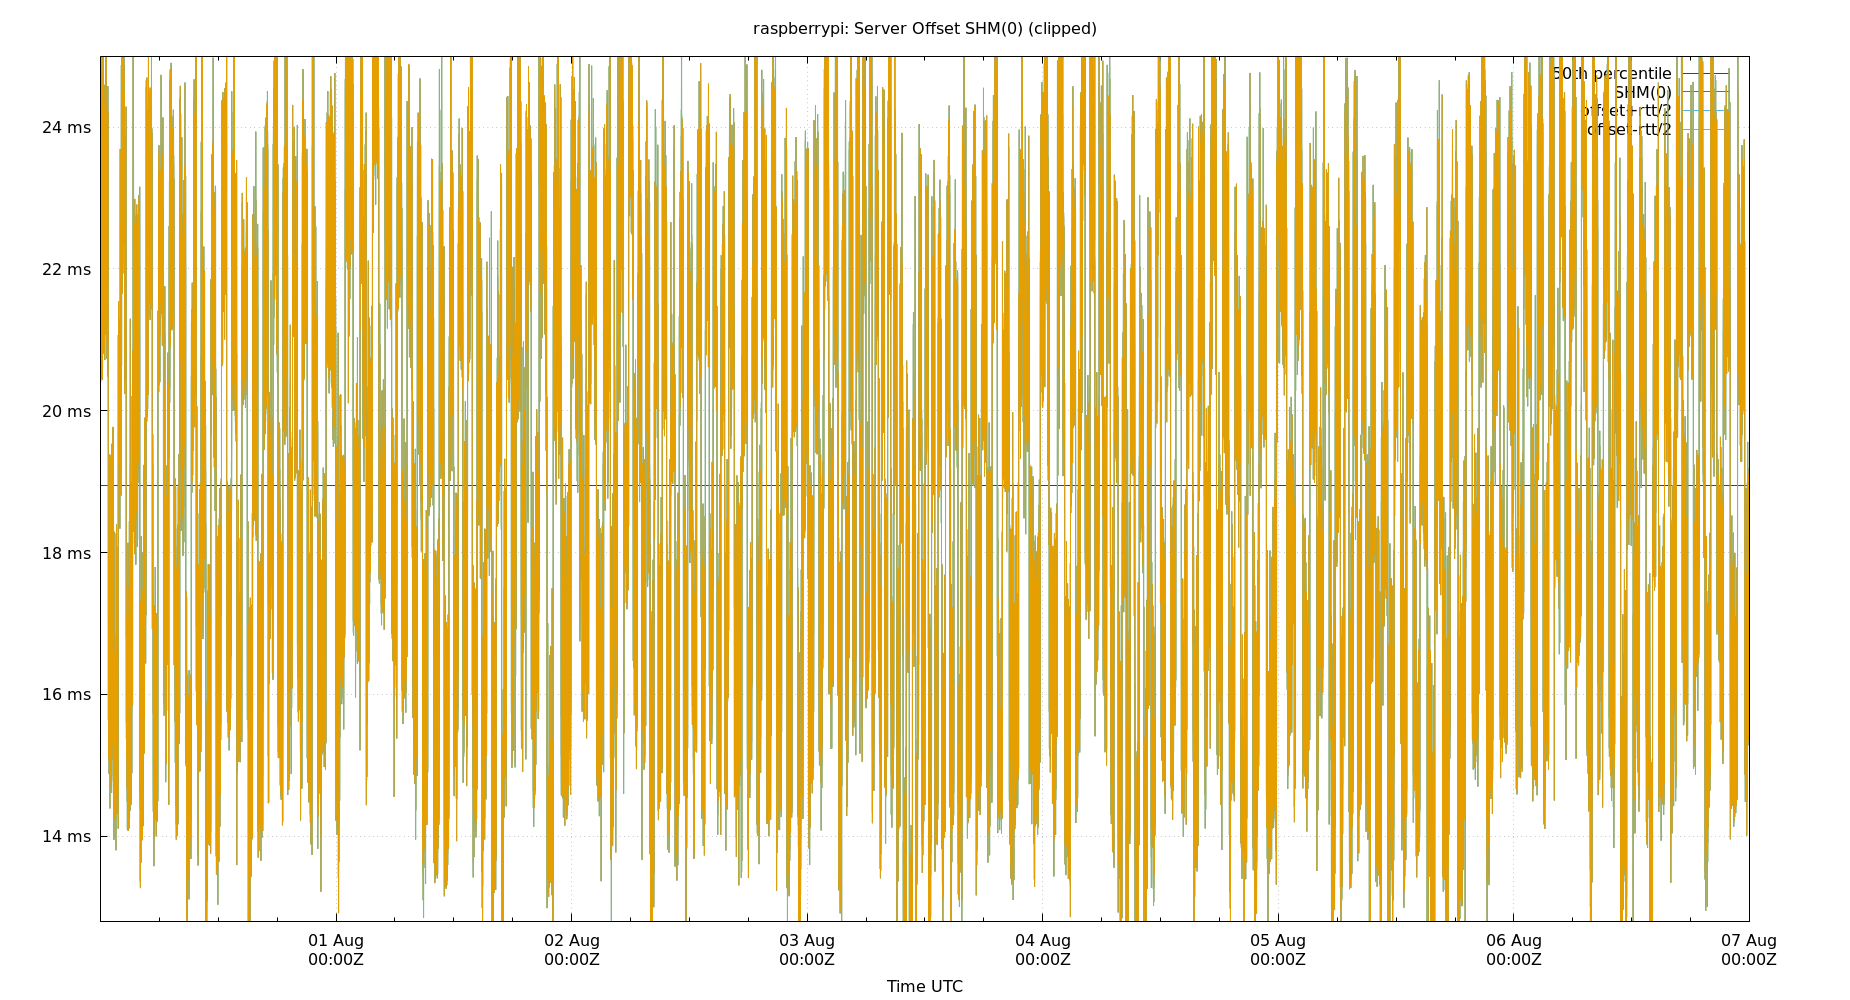 raspberrypi: Server Offset SHM(0) (clipped)
50th percentile
SHM(0)
offset+rtt/2
offset-rtt/2
24 ms
22 ms
20 ms
18 ms
16 ms
14 ms
01 Aug
00:00Z
02 Aug
00:00Z
03 Aug
00:00Z
04 Aug
00:00Z
05 Aug
00:00Z
06 Aug
00:00Z
07 Aug
00:00Z
Time UTC